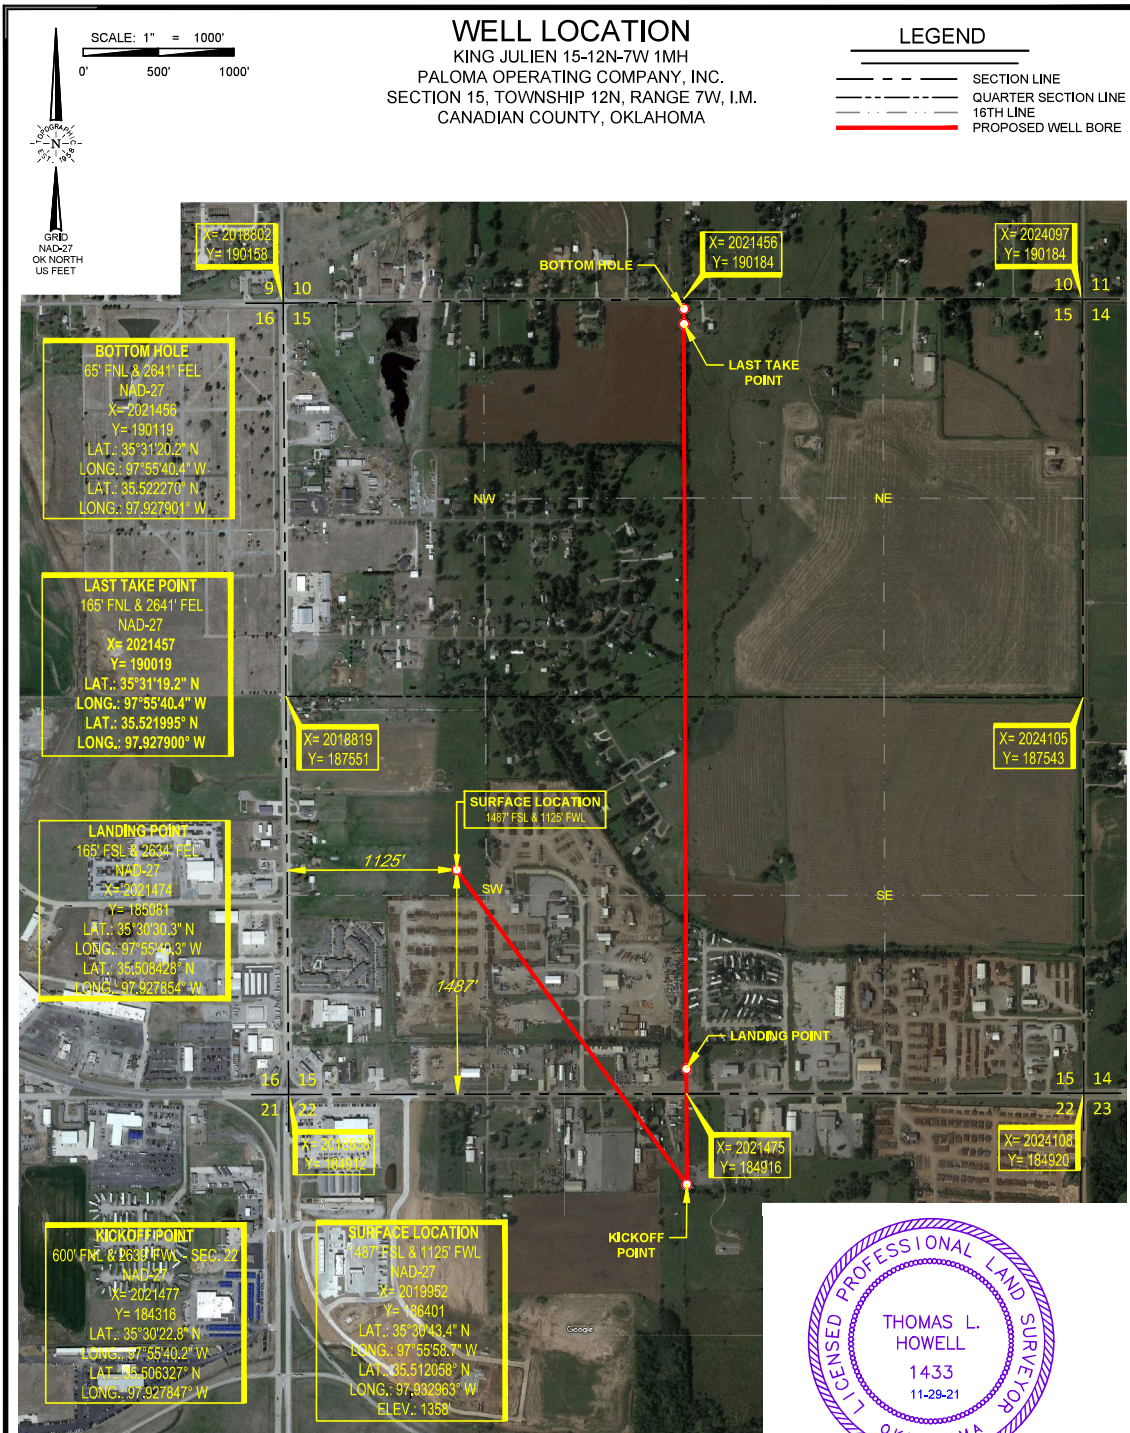 WELL LOCATION
KING JULIEN 15-12N-7W 1MH
PALOMA OPERATING COMPANY, INC.
SECTION 15, TOWNSHIP 12N, RANGE 7W, I.M.
CANADIAN COUNTY, OKLAHOMA
SCALE: 1" = 1000'
0' 500' 1000'
TOPOGRAPHIC
N
EST. 1958
GRID
NAD-27
OK NORTH
US FEET
LEGEND
SECTION LINE
QUARTER SECTION LINE
16TH LINE
PROPOSED WELL BORE
X= 2018802
Y= 190158
X= 2021456
Y= 190184
X= 2024097
Y= 190184
BOTTOM HOLE
9 10
16 15
10 11
15 14
LAST TAKE
POINT
BOTTOM HOLE
65' FNL & 2641' FEL
NAD-27
X= 2021456
Y= 190119
LAT.: 35°31'20.2" N
LONG.: 97°55'40.4" W
LAT.: 35.522270° N
LONG.: 97.927901° W
NW
NE
LAST TAKE POINT
165' FNL & 2641' FEL
NAD-27
X= 2021457
Y= 190019
LAT.: 35°31'19.2" N
LONG.: 97°55'40.4" W
LAT.: 35.521995° N
LONG.: 97.927900° W
X= 2018819
Y= 187551
X= 2024105
Y= 187543
SURFACE LOCATION
1487' FSL & 1125' FWL
LANDING POINT
165' FSL & 2634' FEL
NAD-27
X= 2021474
Y= 185081
LAT.: 35°30'30.3" N
LONG.: 97°55'40.3" W
LAT.: 35.508428° N
LONG.: 97.927854° W
1125'
SW
SE
1487'
LANDING POINT
16 15
21 22
15 14
22 23
Y= 184912
X= 2021475
Y= 184916
X= 2024108
Y= 184920
KICKOFF
POINT
KICKOFF POINT
600' FNL & 2639' FWL - SEC. 22
NAD-27
X= 2021477
Y= 184316
LAT.: 35°30'22.8" N
LONG.: 97°55'40.2" W
LAT.: 35.506327° N
LONG.: 97.927847° W
SURFACE LOCATION
1487' FSL & 1125' FWL
NAD-27
X= 2019952
Y= 186401
LAT.: 35°30'43.4" N
LONG.: 97°55'58.7" W
LAT.: 35.512058° N
LONG.: 97.932963° W
ELEV.: 1358'
Google
LICENSED PROFESSIONAL LAND SURVEYOR
THOMAS L.
HOWELL
1433
11-29-21